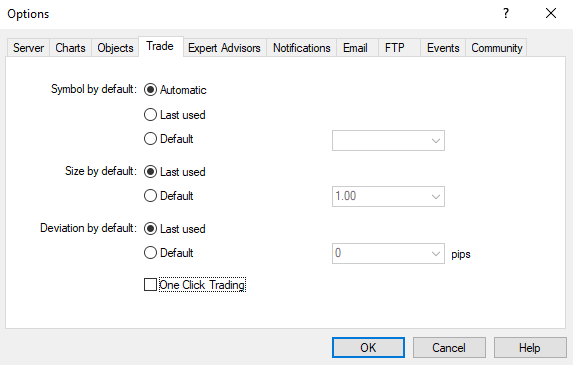 Options
Server Charts Objects Trade Expert Advisors Notifications Email FTP Events Community
Symbol by default: Automatic
Last used
Default
Size by default: Last used
Default 1.00
Deviation by default: Last used
Default 0 pips
One Click Trading
OK Cancel Help